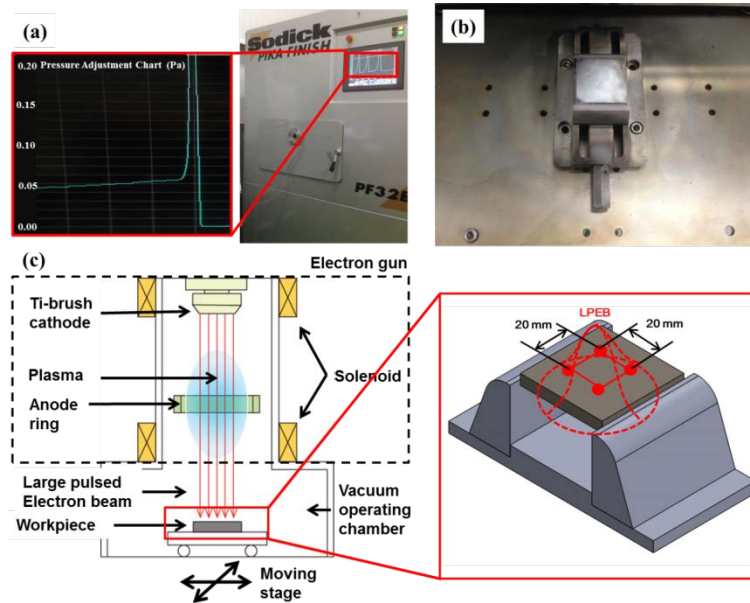 (a)
0.20 Pressure Adjustment Chart (Pa)
0.15
0.10
0.05
0.00
Sodick
PIKA FINISH
PF32B
(b)
(c)
Electron gun
Ti-brush
cathode
Plasma
Anode
ring
Solenoid
Large pulsed
Electron beam
Workpiece
Vacuum
operating
chamber
Moving
stage
LPEB
20 mm
20 mm